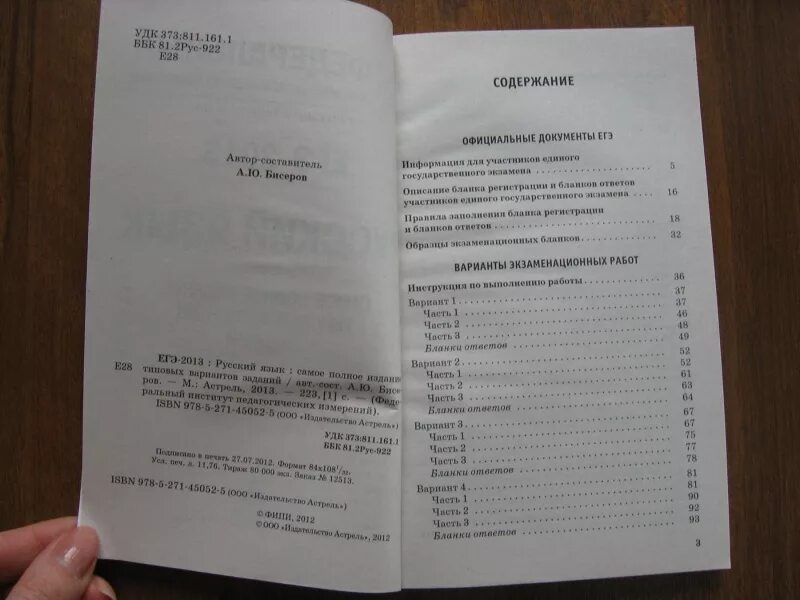 УДК 373:811.161.1
ББК 81.2Рус-922
Е28
Автор-составитель
А.Ю. Бисеров
ЕГЭ-2013 : Русский язык : самое полное издание
Е28 типовых вариантов заданий / авт.-сост. А.Ю. Бисе-
ров. — М.: Астрель, 2013. — 223, [1] с. — (Феде-
ральный институт педагогических измерений).
ISBN 978-5-271-45052-5 (ООО «Издательство Астрель»)
УДК 373:811.161.1
ББК 81.2Рус-922
Подписано в печать 27.07.2012. Формат 84х108 1/32.
Усл. печ. л. 11,76. Тираж 80 000 экз. Заказ № 12513.
ISBN 978-5-271-45052-5 (ООО «Издательство Астрель»)
© ФИПИ, 2012
© ООО «Издательство Астрель», 2012
СОДЕРЖАНИЕ
ОФИЦИАЛЬНЫЕ ДОКУМЕНТЫ ЕГЭ
Информация для участников единого
государственного экзамена 5
Описание бланка регистрации и бланков ответов
участников единого государственного экзамена 16
Правила заполнения бланка регистрации
и бланков ответов 18
Образцы экзаменационных бланков 32
ВАРИАНТЫ ЭКЗАМЕНАЦИОННЫХ РАБОТ
Инструкция по выполнению работы 36
Вариант 1 37
Часть 1 37
Часть 2 46
Часть 3 48
Бланки ответов 49
Вариант 2 52
Часть 1 52
Часть 2 61
Часть 3 63
Бланки ответов 64
Вариант 3 67
Часть 1 67
Часть 2 75
Часть 3 77
Бланки ответов 78
Вариант 4 81
Часть 1 81
Часть 2 90
Часть 3 92
Бланки ответов 93
3